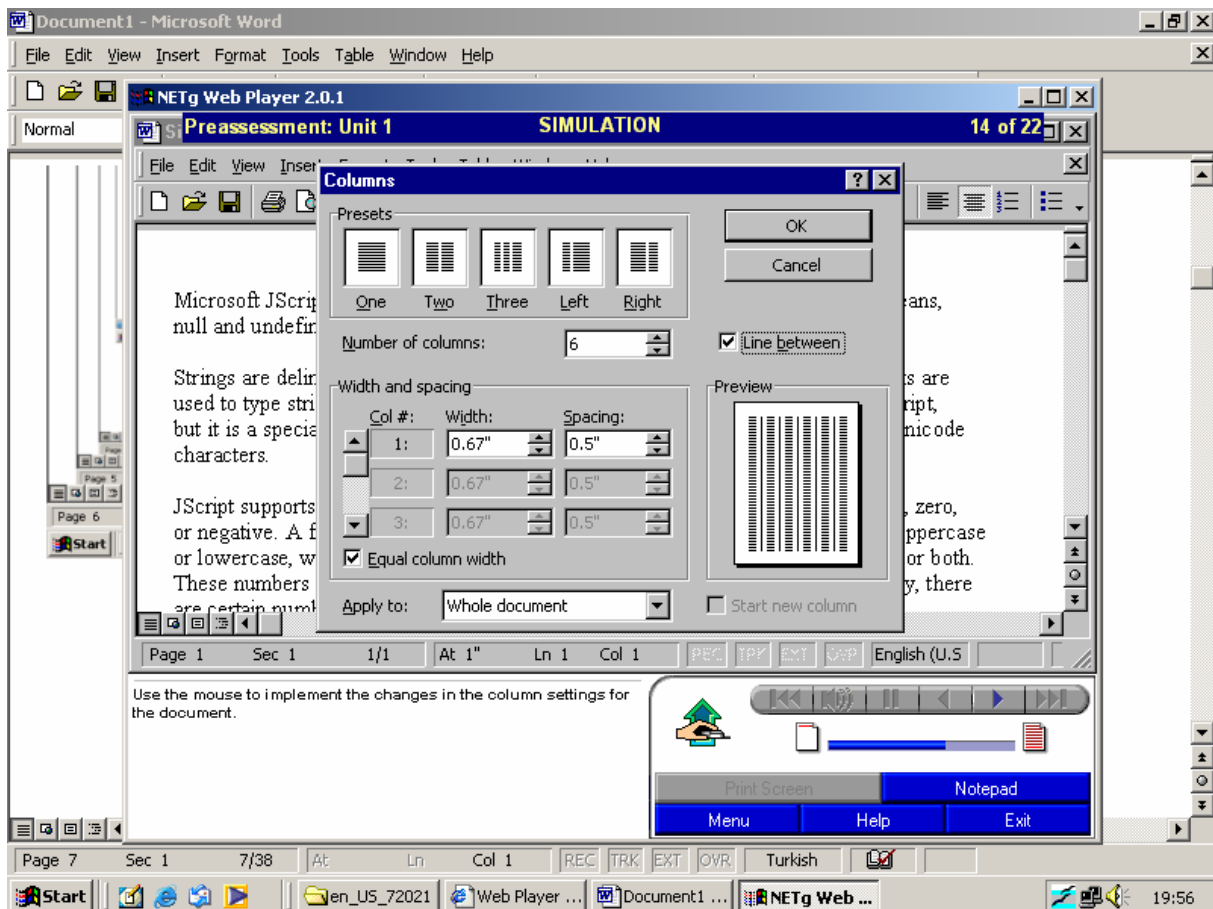 Document1 - Microsoft Word
File Edit View Insert Format Tools Table Window Help
Normal
NETg Web Player 2.0.1
Si Preassessment: Unit 1 SIMULATION 14 of 22
File Edit View Inser
Columns
Presets
One Two Three Left Right
OK
Cancel
Number of columns: 6
Line between
Width and spacing
Col #: Width: Spacing:
1: 0.67" 0.5"
2: 0.67" 0.5"
3: 0.67" 0.5"
Equal column width
Preview
Apply to: Whole document
Start new column
Microsoft JScrip eans,
null and undefin
Strings are delim s are
used to type stri ript,
but it is a specia nicode
characters.
JScript supports , zero,
or negative. A f ppercase
or lowercase, w or both.
These numbers y, there
are certain numb
Page 1 Sec 1 1/1 At 1" Ln 1 Col 1 REC TRK EXT OVR English (U.S
Use the mouse to implement the changes in the column settings for
the document.
Print Screen Notepad
Menu Help Exit
Page
Page 5
Page 6
Start
Page 7 Sec 1 7/38 At Ln Col 1 REC TRK EXT OVR Turkish
Start en_US_72021 Web Player ... Document1 ... NETg Web ... 19:56